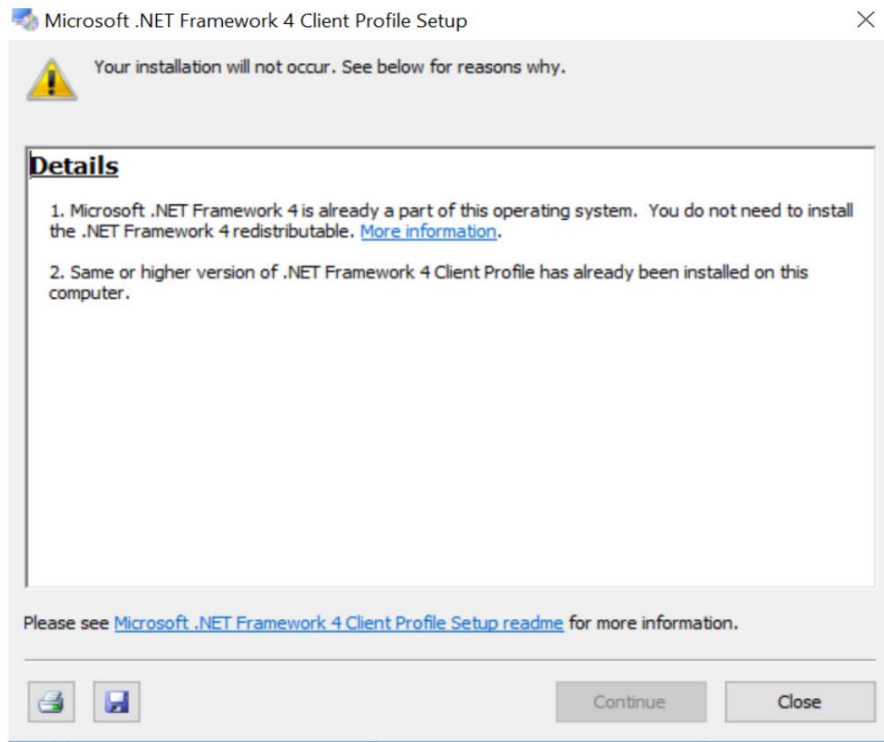 Microsoft .NET Framework 4 Client Profile Setup
Your installation will not occur. See below for reasons why.
Details
1. Microsoft .NET Framework 4 is already a part of this operating system.  You do not need to install
the .NET Framework 4 redistributable. More information.
2. Same or higher version of .NET Framework 4 Client Profile has already been installed on this
computer.
Please see Microsoft .NET Framework 4 Client Profile Setup readme for more information.
Continue
Close